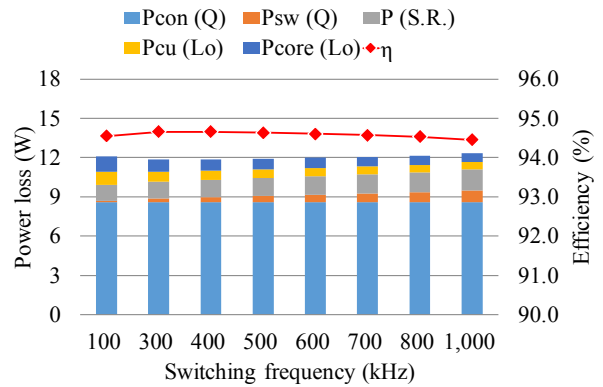 Pcon (Q) Psw (Q) P (S.R.)
Pcu (Lo) Pcore (Lo) η
18 96.0
15 95.0
12 94.0
9 93.0
6 92.0
3 91.0
0 90.0
Power loss (W)
Efficiency (%)
100 300 400 500 600 700 800 1,000
Switching frequency (kHz)